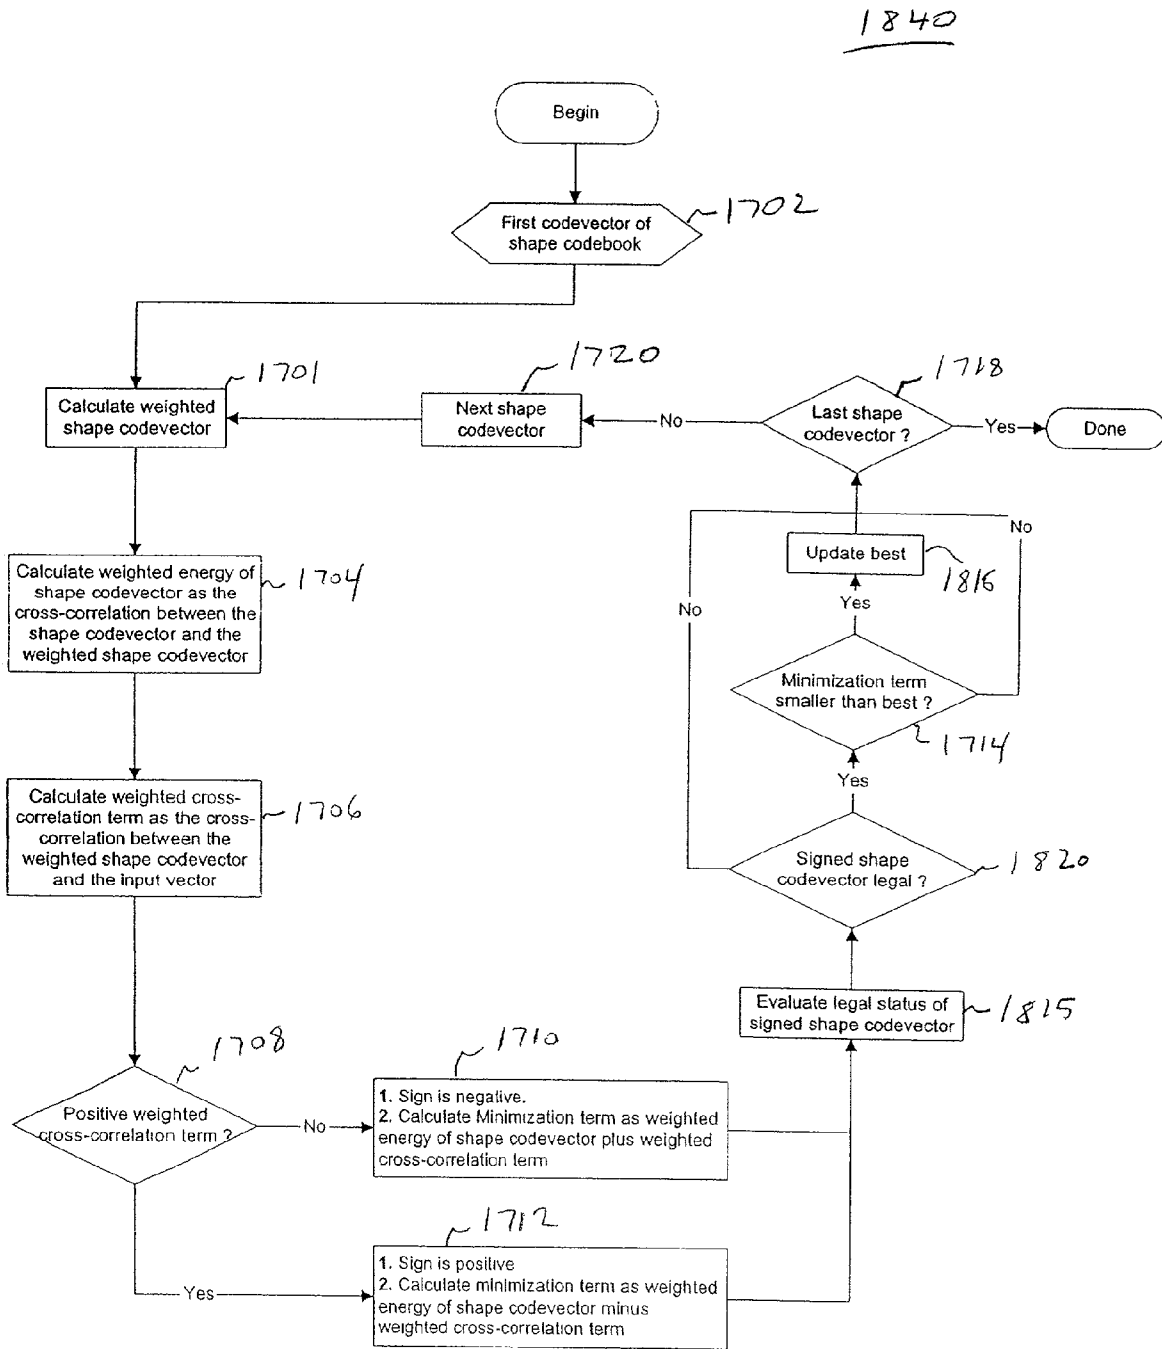 1840
Begin
First codevector of
shape codebook
1702
1701
Calculate weighted
shape codevector
1720
Next shape
codevector
No
1718
Last shape
codevector ?
Yes
Done
Calculate weighted energy of
shape codevector as the
cross-correlation between the
shape codevector and the
weighted shape codevector
1704
No
Update best
1816
Yes
No
Minimization term
smaller than best ?
1714
Yes
Calculate weighted cross-
correlation term as the cross-
correlation between the
weighted shape codevector
and the input vector
1706
Signed shape
codevector legal ?
1820
Evaluate legal status of
signed shape codevector
1815
1708
Positive weighted
cross-correlation term ?
No
1710
1. Sign is negative.
2. Calculate Minimization term as weighted
energy of shape codevector plus weighted
cross-correlation term
Yes
1712
1. Sign is positive
2. Calculate minimization term as weighted
energy of shape codevector minus
weighted cross-correlation term